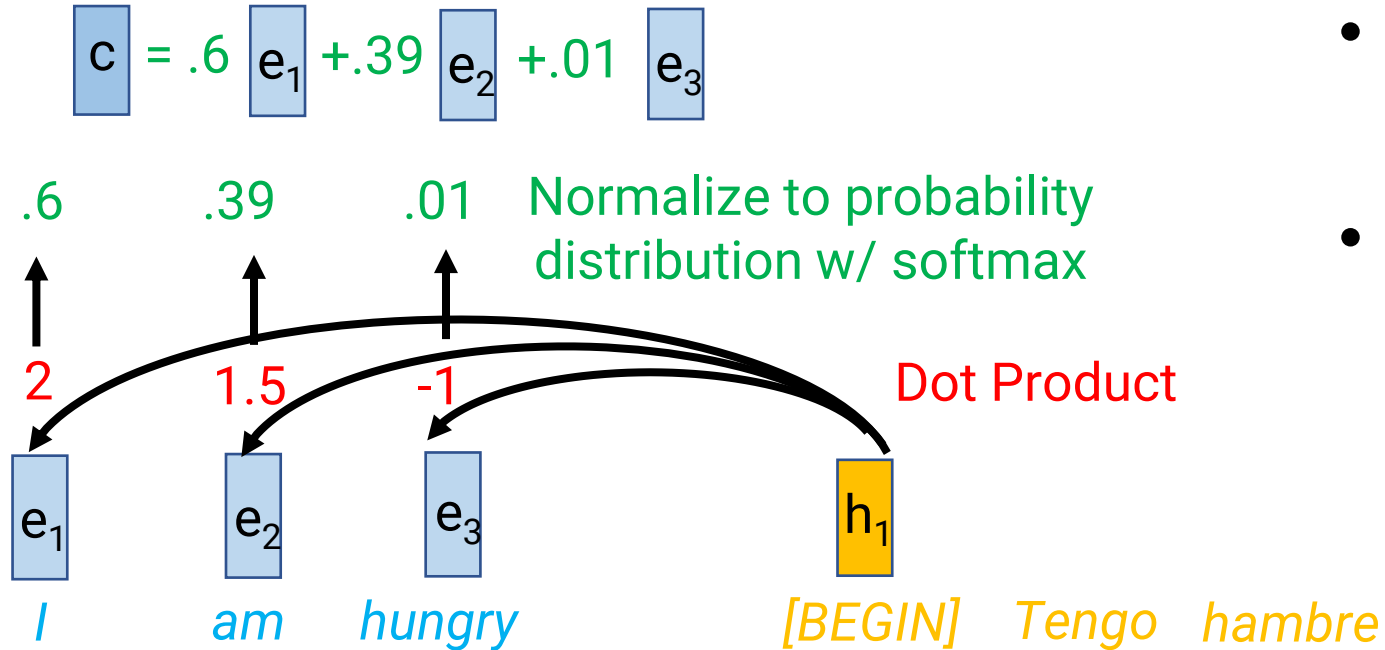 c = .6 e₁ +.39 e₂ +.01 e₃
.6 .39 .01 Normalize to probability
distribution w/ softmax
2 1.5 -1 Dot Product
e₁ e₂ e₃ h₁
I am hungry [BEGIN] Tengo hambre